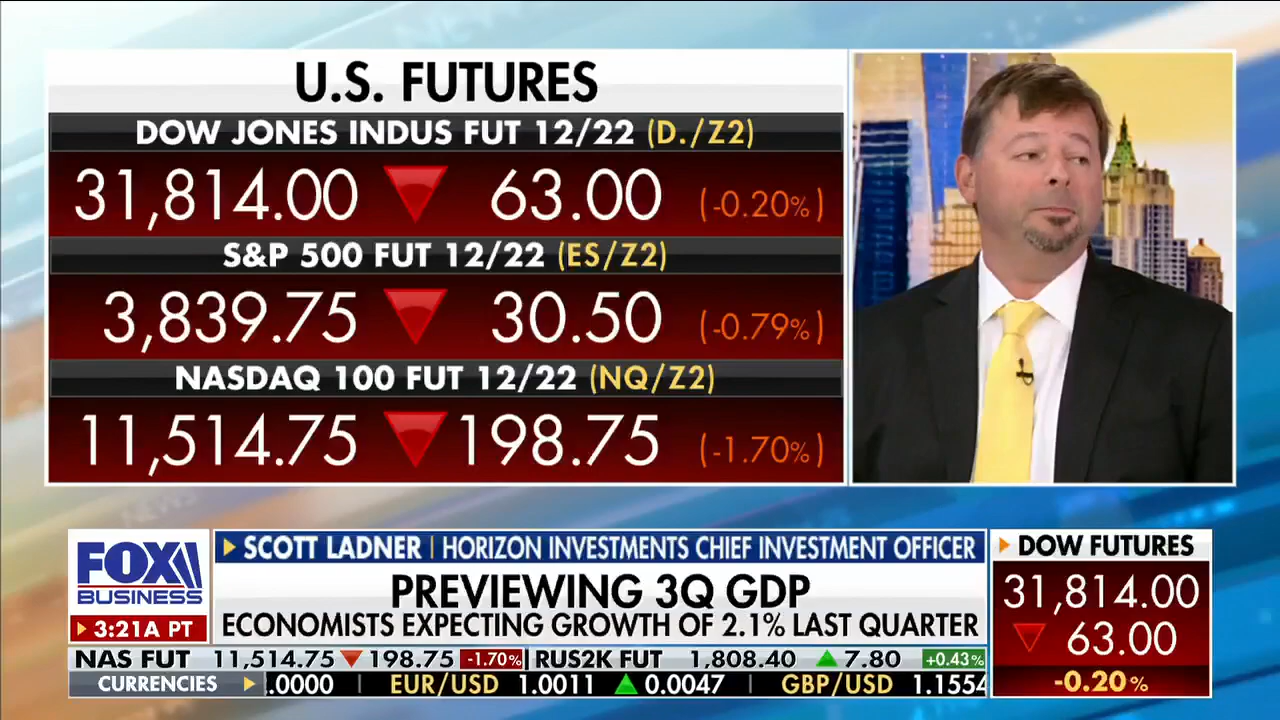 U.S. FUTURES
DOW JONES INDUS FUT 12/22 (D./Z2)
31,814.00 ▼ 63.00 (-0.20%)
S&P 500 FUT 12/22 (ES/Z2)
3,839.75 ▼ 30.50 (-0.79%)
NASDAQ 100 FUT 12/22 (NQ/Z2)
11,514.75 ▼ 198.75 (-1.70%)
FOX BUSINESS
3:21A PT
SCOTT LADNER | HORIZON INVESTMENTS CHIEF INVESTMENT OFFICER
PREVIEWING 3Q GDP
ECONOMISTS EXPECTING GROWTH OF 2.1% LAST QUARTER
DOW FUTURES
31,814.00
▼ 63.00
-0.20%
NAS FUT 11,514.75 ▼ 198.75 -1.70% RUS2K FUT 1,808.40 ▲ 7.80 +0.43%
CURRENCIES .0000 | EUR/USD 1.0011 ▲ 0.0047 | GBP/USD 1.1554